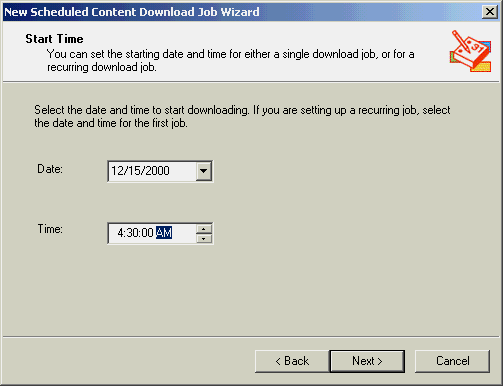 New Scheduled Content Download Job Wizard
Start Time
You can set the starting date and time for either a single download job, or for a
recurring download job.
31
Select the date and time to start downloading. If you are setting up a recurring job, select
the date and time for the first job.
Date:
12/15/2000
Time:
4:30:00 AM
< Back
Next >
Cancel